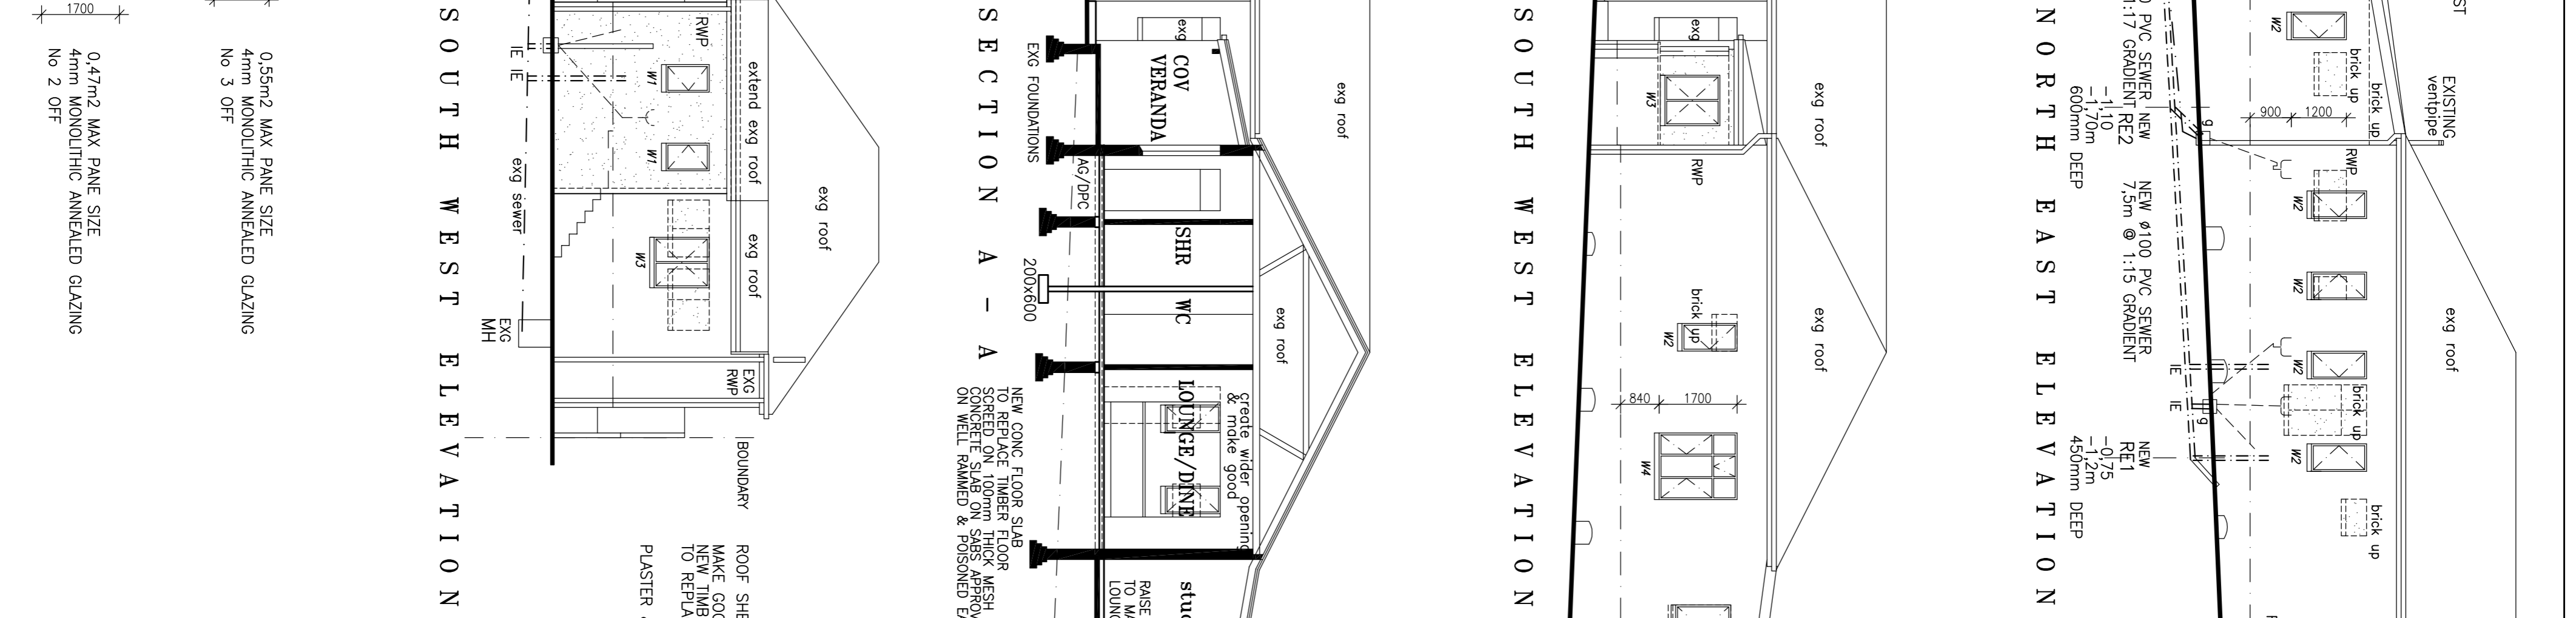 ST
W2
brick up
brick up
EXISTING
ventpipe
900
1200
RWP
W2
W2
W2
brick up
W2
brick up
exg roof
g
g
IE
IE
0 PVC SEWER
1:17 GRADIENT
NEW
RE2
-1,10
-1,70m
600mm DEEP
NEW ø100 PVC SEWER
7,5m @ 1:15 GRADIENT
NEW
RE1
-0,75
-1,2m
450mm DEEP
NORTH EAST ELEVATION
exg roof
exg roof
exg
W3
RWP
brick up
W2
840
1700
W4
SOUTH WEST ELEVATION
exg roof
exg roof
exg
COV
VERANDA
SHR
WC
LOUNGE/DINE
create wider opening
& make good
EXG FOUNDATIONS
AG/DPC
200x600
RAISE
TO MA
LOUN
NEW CONC FLOOR SLAB
TO REPLACE TIMBER FLOOR
SCREED ON 100mm THICK MESH
CONCRETE SLAB ON SABS APPROV
ON WELL RAMMED & POISONED EA
SECTION A - A
exg roof
extend exg roof
exg roof
RWP
W1
W1
W3
EXG
RWP
IE
IE
exg sewer
EXG
MH
BOUNDARY
ROOF SHE
MAKE GOO
NEW TIMB
TO REPLA
PLASTER
SOUTH WEST ELEVATION
0,55m2 MAX PANE SIZE
4mm MONOLITHIC ANNEALED GLAZING
No 3 OFF
1700
0,47m2 MAX PANE SIZE
4mm MONOLITHIC ANNEALED GLAZING
No 2 OFF